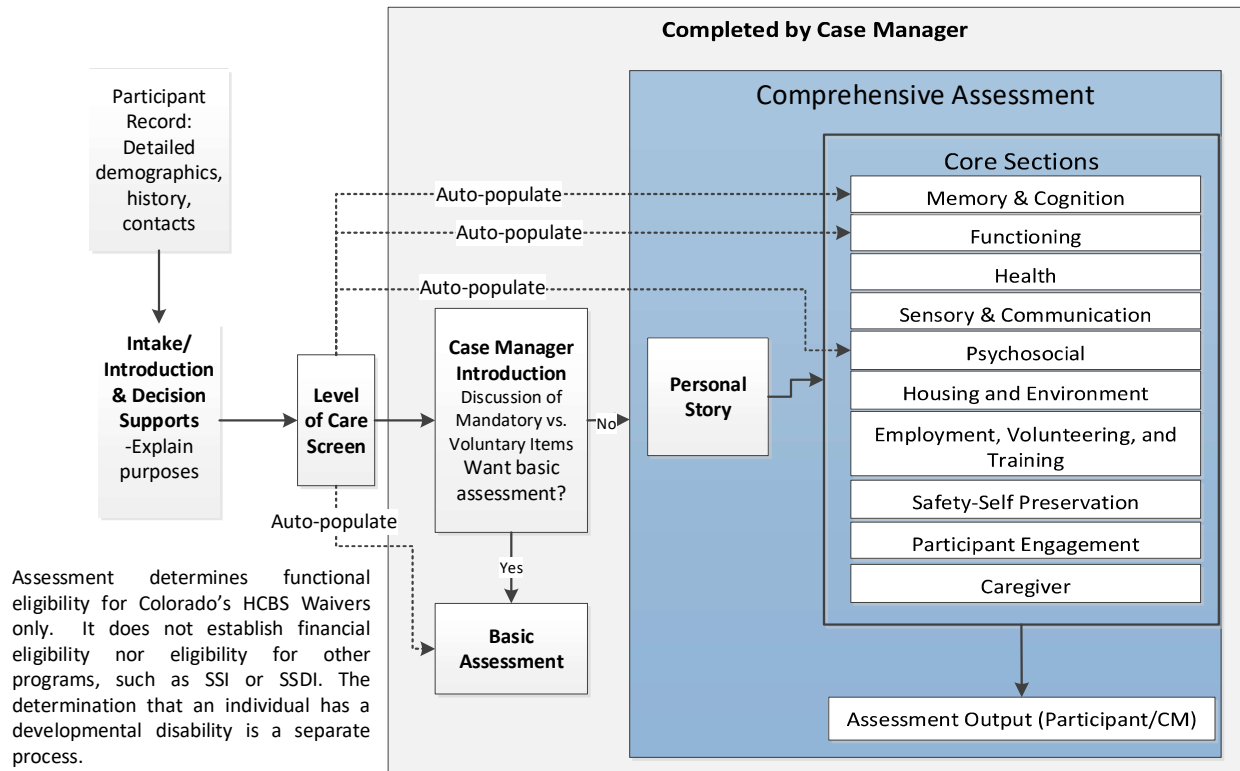 Completed by Case Manager
Participant
Record:
Detailed
demographics,
history,
contacts
Intake/
Introduction
& Decision
Supports
-Explain
purposes
Level
of Care
Screen
Auto-populate
Auto-populate
Auto-populate
Auto-populate
Case Manager
Introduction
Discussion of
Mandatory vs.
Voluntary Items
Want basic
assessment?
No
Yes
Basic
Assessment
Comprehensive Assessment
Personal
Story
Core Sections
Memory & Cognition
Functioning
Health
Sensory & Communication
Psychosocial
Housing and Environment
Employment, Volunteering, and
Training
Safety-Self Preservation
Participant Engagement
Caregiver
Assessment Output (Participant/CM)
Assessment determines functional
eligibility for Colorado’s HCBS Waivers
only. It does not establish financial
eligibility nor eligibility for other
programs, such as SSI or SSDI. The
determination that an individual has a
developmental disability is a separate
process.